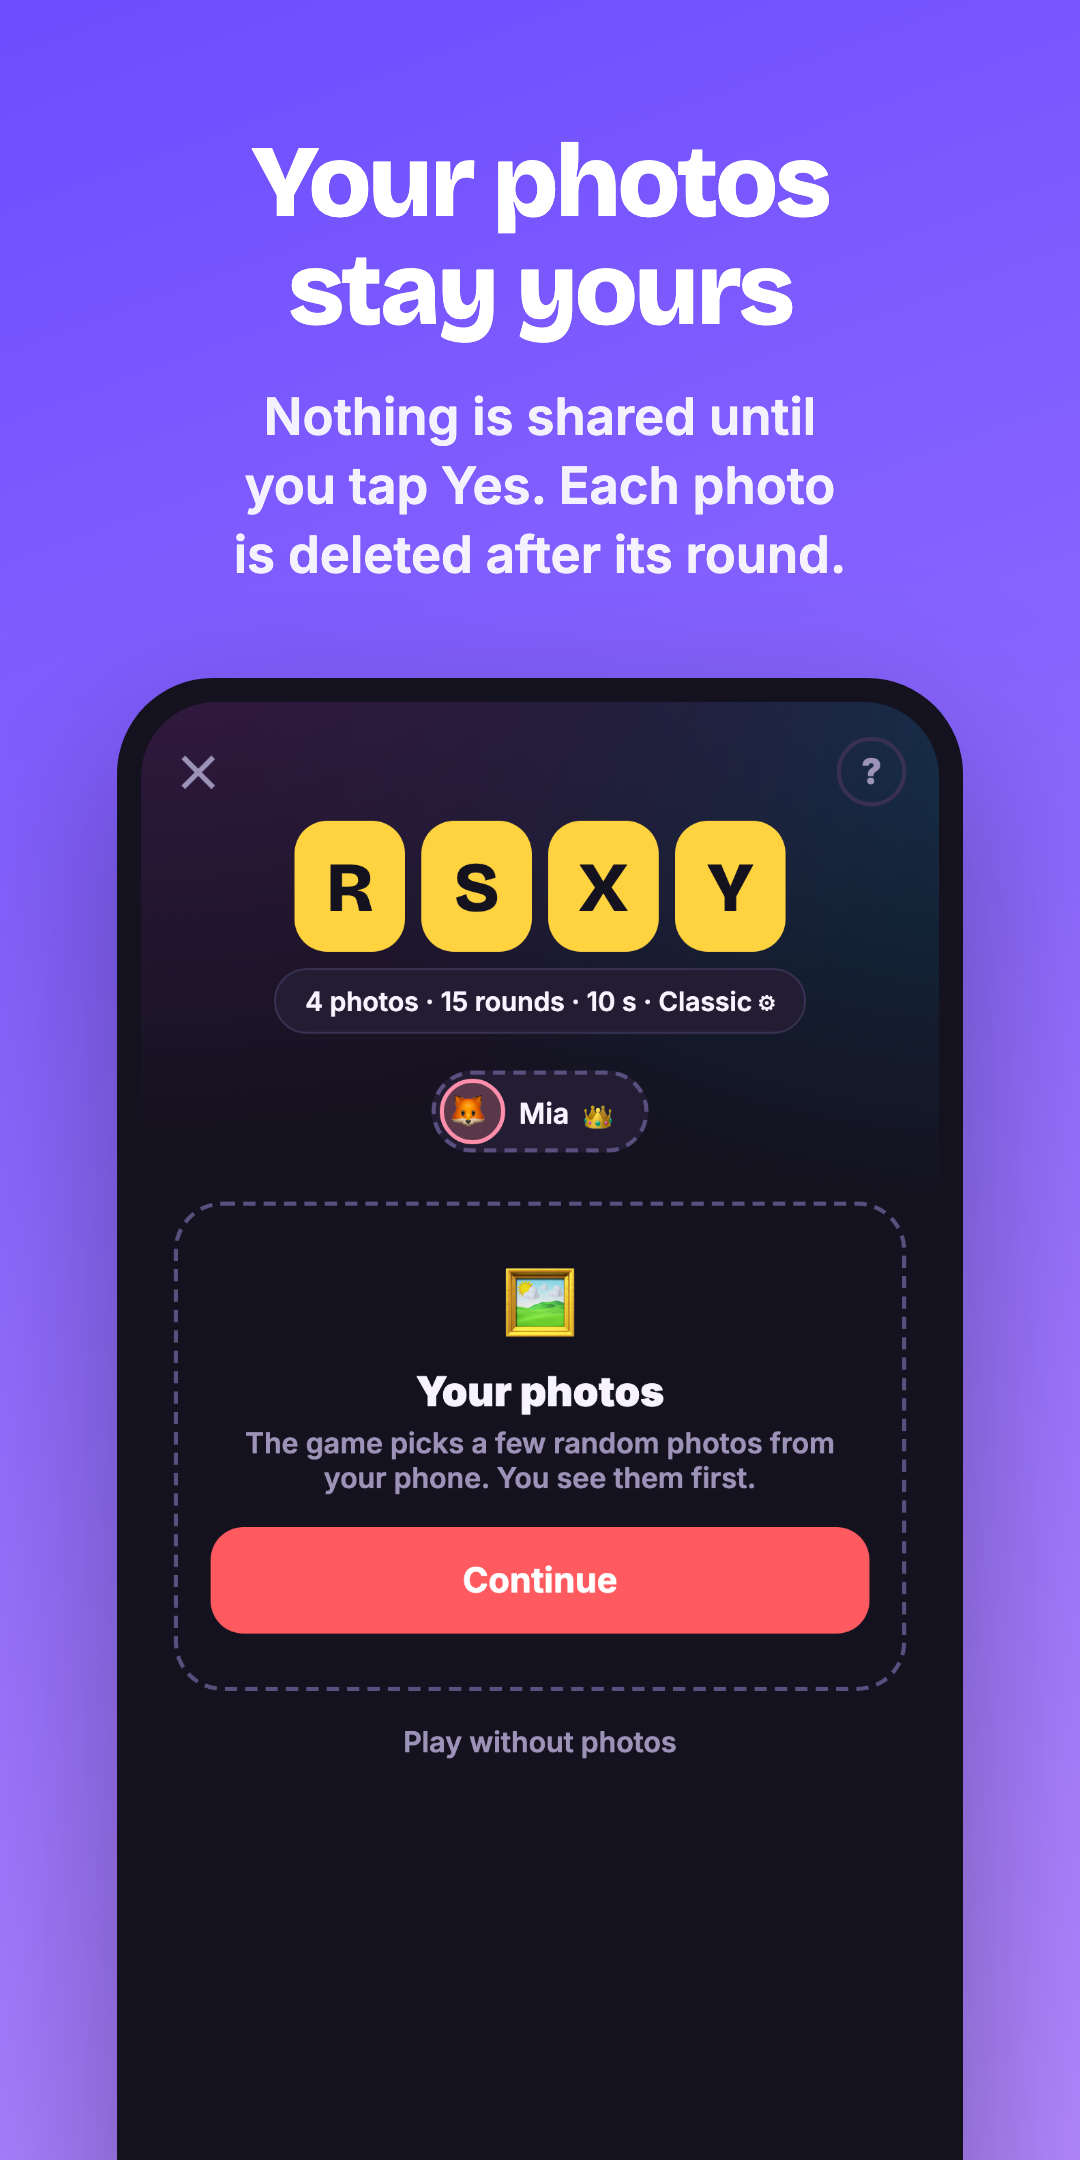 Your photos
stay yours
Nothing is shared until
you tap Yes. Each photo
is deleted after its round.
?
R S X Y
4 photos · 15 rounds · 10 s · Classic ⚙
Mia 👑
Your photos
The game picks a few random photos from
your phone. You see them first.
Continue
Play without photos